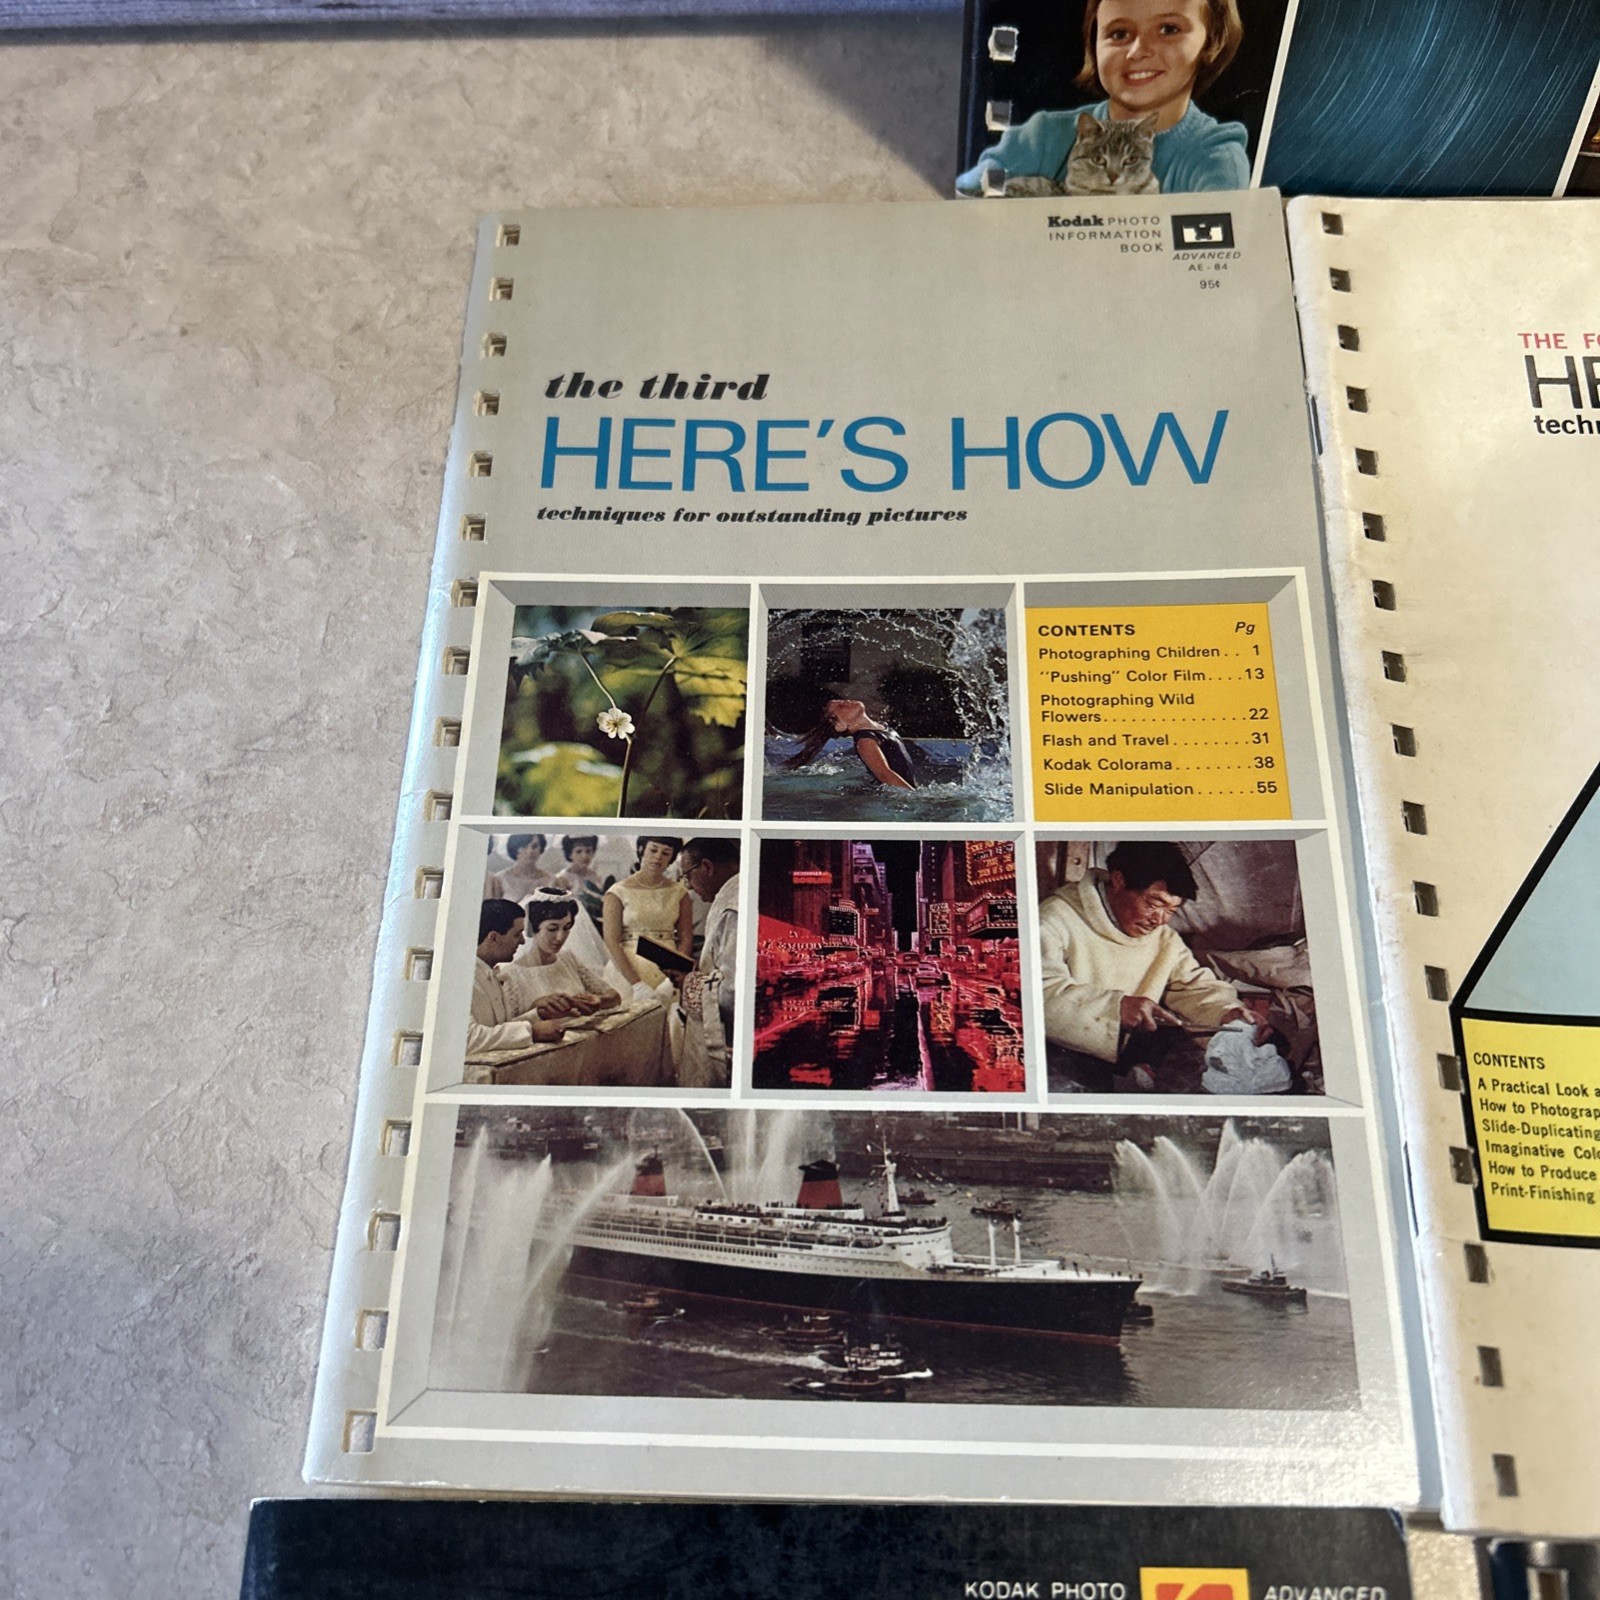 Kodak PHOTO
INFORMATION
BOOK
ADVANCED
AE-84
95¢
the third
HERE'S HOW
techniques for outstanding pictures
CONTENTS Pg
Photographing Children . . 1
"Pushing" Color Film. . . . 13
Photographing Wild
Flowers. . . . . . . . . . . . . . . 22
Flash and Travel . . . . . . . . 31
Kodak Colorama. . . . . . . . 38
Slide Manipulation . . . . . . 55
THE
HE
CONTENTS
A Practical Look
How to
Slide-Duplicating
Imaginative
How to Produce
Print-Finishing
KODAK PHOTO
ADVANCED